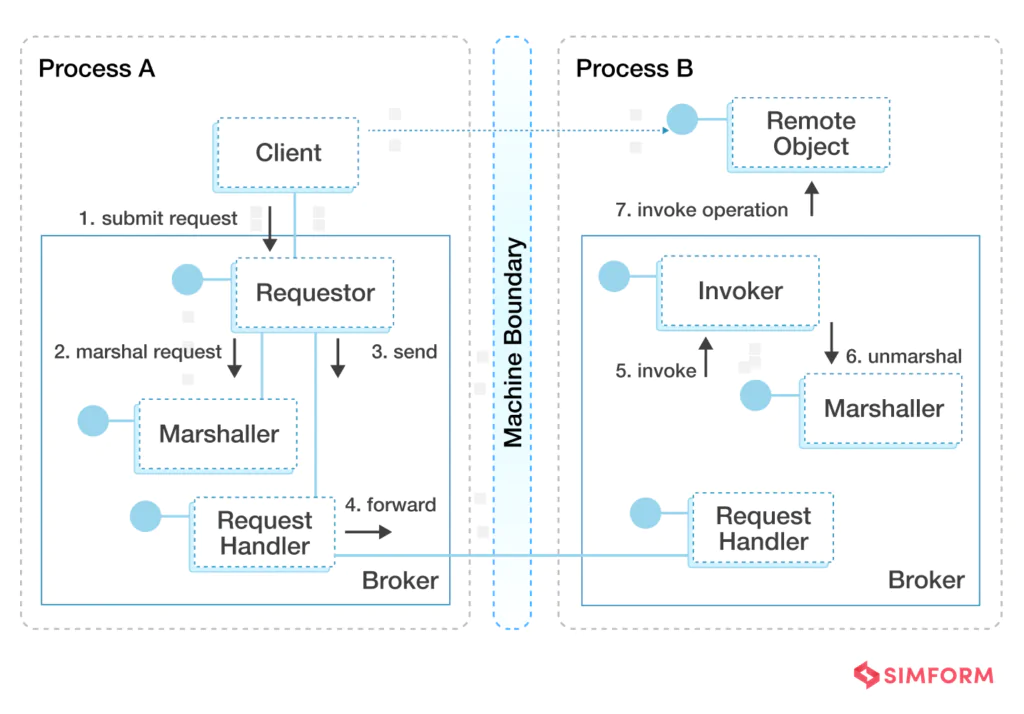 Process A
Client
1. submit request
Requestor
2. marshal request
3. send
Marshaller
4. forward
Request
Handler
Broker
Machine Boundary
Process B
Remote
Object
7. invoke operation
Invoker
5. invoke
6. unmarshal
Marshaller
Request
Handler
Broker
SIMFORM